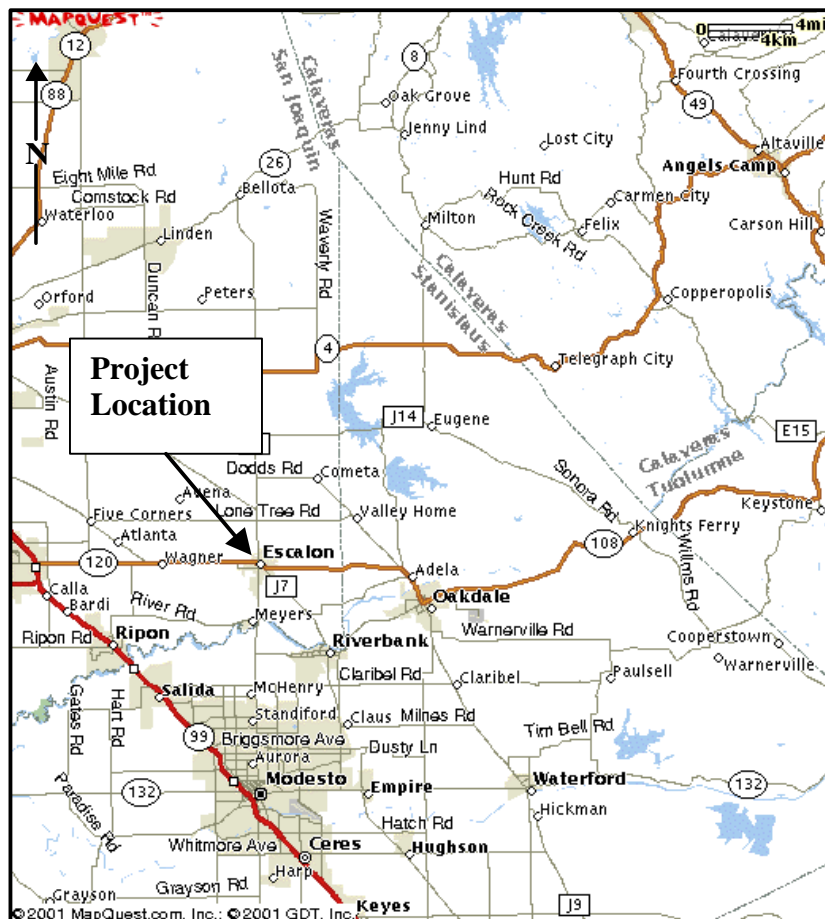 MAPQUEST™
12
88
N
8
0 4mi
4km
Calaveras
San Joaquin
Oak Grove
Jenny Lind
Fourth Crossing
49
Lost City
Altaville
Angels Camp
26
Eight Mile Rd
Comstock Rd
Bellota
Hunt Rd
Carmen City
Rock Creek Rd
Waterloo
Linden
Waverly Rd
Milton
Felix
Carson Hill
Calaveras
Stanislaus
Orford
Duncan R
Peters
Copperopolis
4
Telegraph City
Project
Location
Austin Rd
J14
Eugene
E15
Calaveras
Tuolumne
Dodds Rd
Cometa
Sonora Rd
Avena
Lone Tree Rd
Five Corners
Valley Home
Keystone
Atlanta
Knights Ferry
120
Wagner
Escalon
108
Willms Rd
Calla
J7
Adela
Bardi
River Rd
Meyers
Oakdale
Ripon Rd
Ripon
Riverbank
Warnerville Rd
Cooperstown
Claribel Rd
Warnerville
Gates Rd
Hart Rd
Salida
McHenry
Claribel
Paulsell
Standiford
Claus
Milnes Rd
Tim Bell Rd
99
Briggsmore Ave
Dusty Ln
Aurora
Paradise Rd
132
Modesto
Empire
Waterford
132
Hatch Rd
Hickman
Whitmore Ave
Ceres
Hughson
Harp
Grayson Rd
Grayson
Keyes
J9
©2001 MapQuest.com, Inc.; ©2001 GDT, Inc.